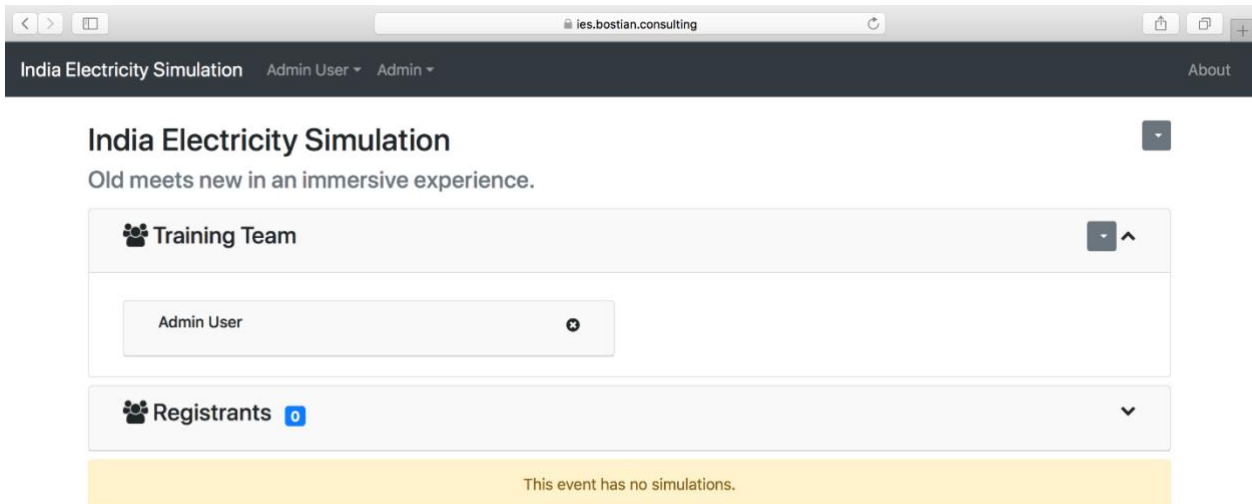 ies.bostian.consulting
India Electricity Simulation Admin User Admin About
India Electricity Simulation
Old meets new in an immersive experience.
Training Team
Admin User
Registrants 0
This event has no simulations.